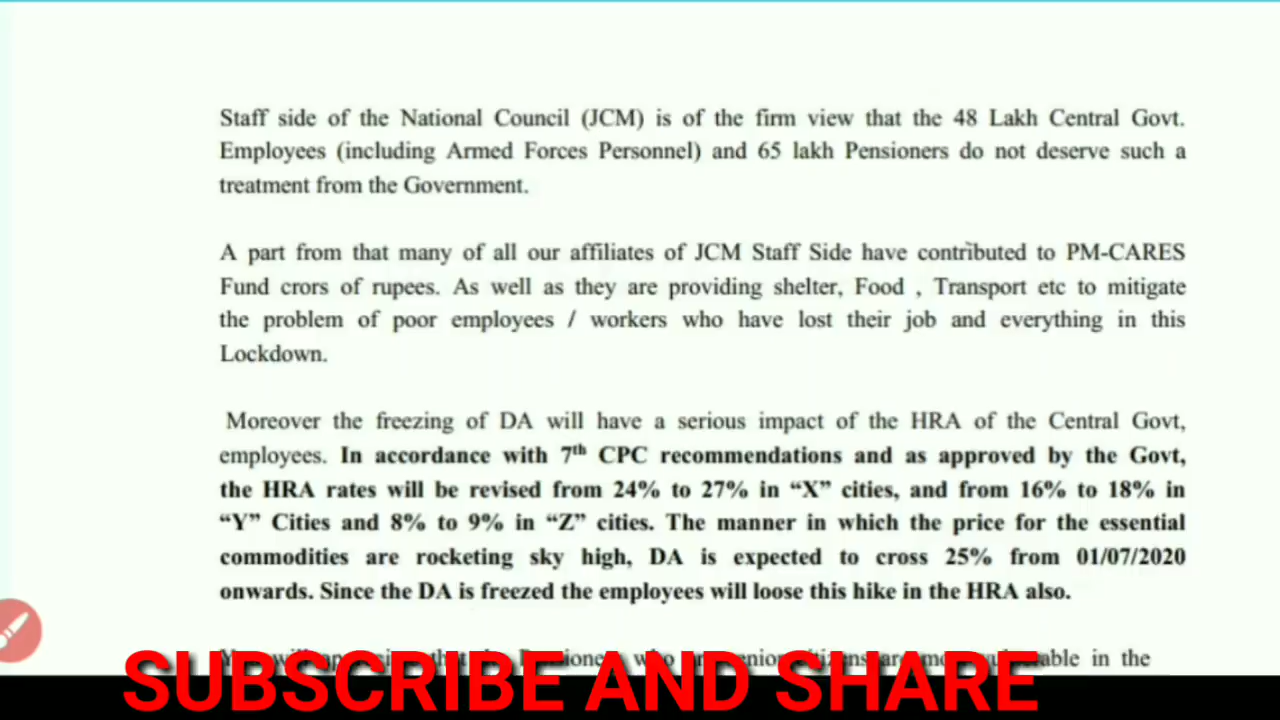 Staff side of the National Council (JCM) is of the firm view that the 48 Lakh Central Govt.
Employees (including Armed Forces Personnel) and 65 lakh Pensioners do not deserve such a
treatment from the Government.
A part from that many of all our affiliates of JCM Staff Side have contributed to PM-CARES
Fund crors of rupees. As well as they are providing shelter, Food , Transport etc to mitigate
the problem of poor employees / workers who have lost their job and everything in this
Lockdown.
Moreover the freezing of DA will have a serious impact of the HRA of the Central Govt,
employees. In accordance with 7th CPC recommendations and as approved by the Govt,
the HRA rates will be revised from 24% to 27% in “X” cities, and from 16% to 18% in
“Y” Cities and 8% to 9% in “Z” cities. The manner in which the price for the essential
commodities are rocketing sky high, DA is expected to cross 25% from 01/07/2020
onwards. Since the DA is freezed the employees will loose this hike in the HRA also.
will that Pensioners who in the
SUBSCRIBE AND SHARE